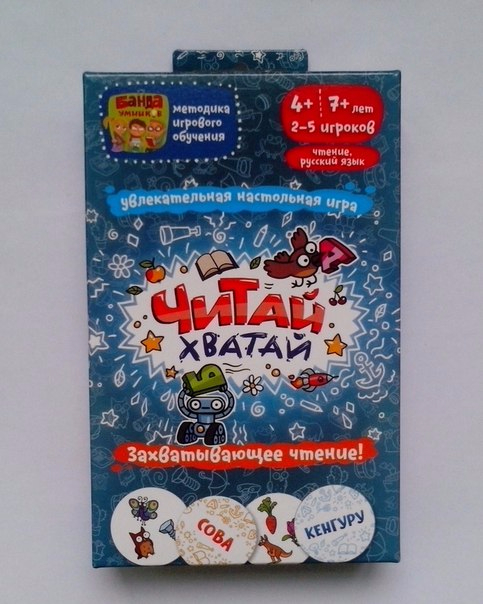 Банда
умников
методика
игрового
обучения
4+ 7+ лет
2-5 игроков
чтение,
русский язык
увлекательная настольная игра
Читай
хватай
Захватывающее чтение!
СОВА
КЕНГУРУ